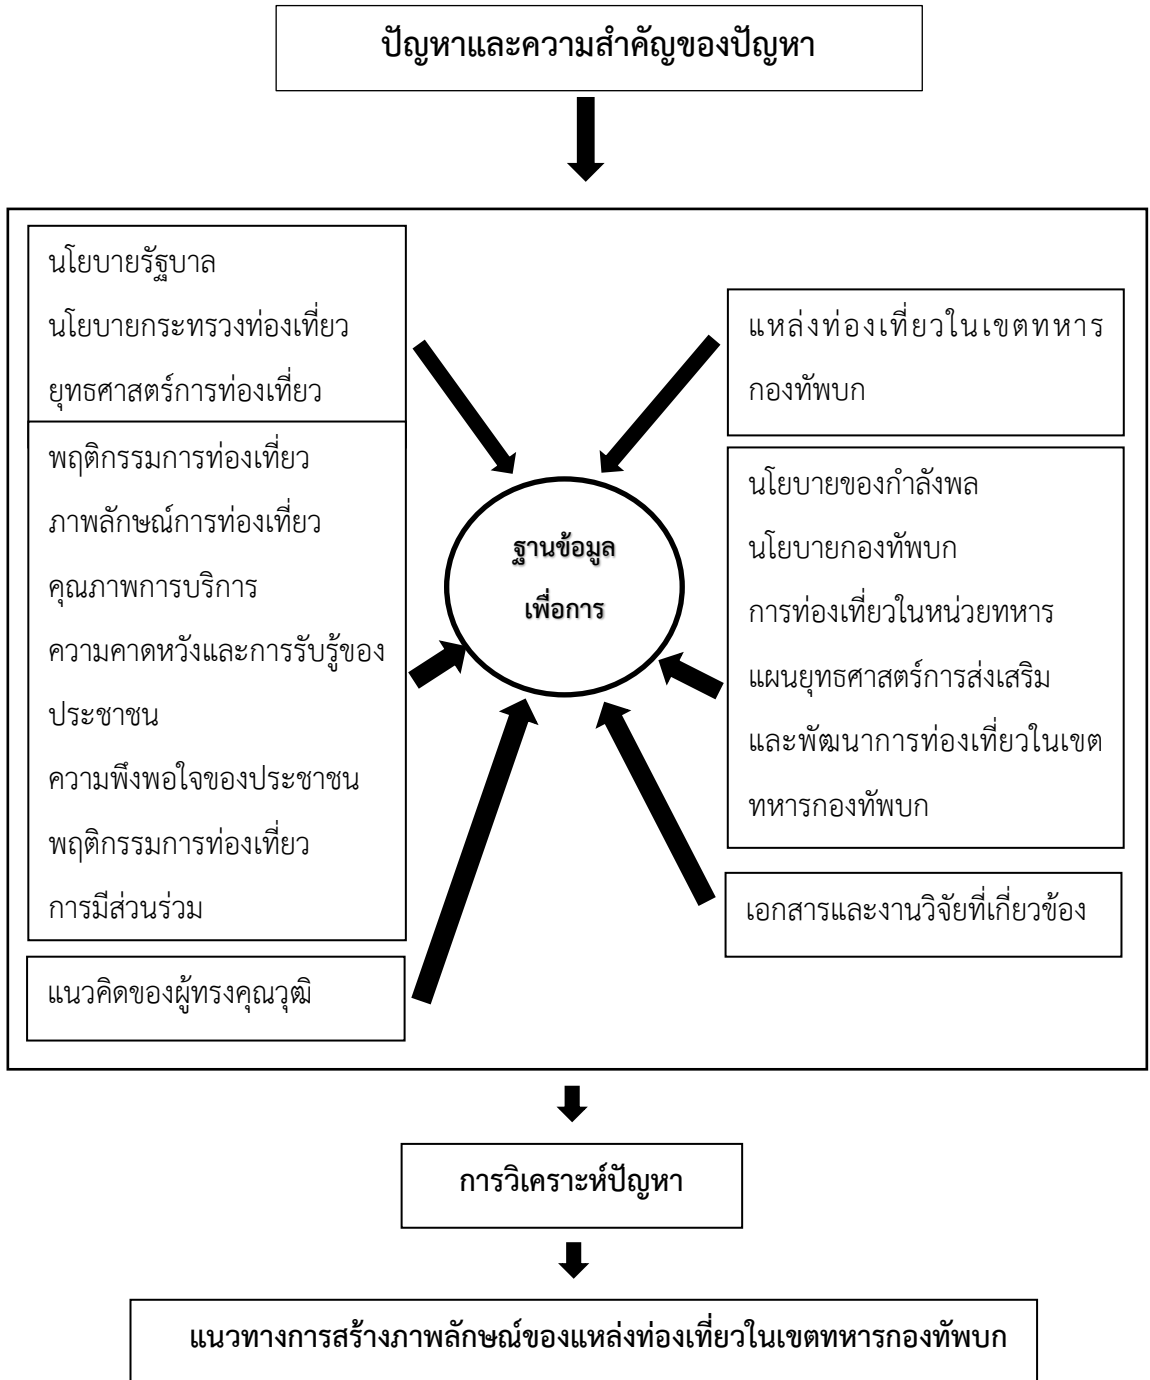 ปัญหาและความสำคัญของปัญหา
นโยบายรัฐบาล
นโยบายกระทรวงท่องเที่ยว
ยุทธศาสตร์การท่องเที่ยว
พฤติกรรมการท่องเที่ยว
ภาพลักษณ์การท่องเที่ยว
คุณภาพการบริการ
ความคาดหวังและการรับรู้ของ
ประชาชน
ความพึงพอใจของประชาชน
พฤติกรรมการท่องเที่ยว
การมีส่วนร่วม
แนวคิดของผู้ทรงคุณวุฒิ
ฐานข้อมูล
เพื่อการ
แหล่งท่องเที่ยวในเขตทหาร
กองทัพบก
นโยบายของกำลังพล
นโยบายกองทัพบก
การท่องเที่ยวในหน่วยทหาร
แผนยุทธศาสตร์การส่งเสริม
และพัฒนาการท่องเที่ยวในเขต
ทหารกองทัพบก
เอกสารและงานวิจัยที่เกี่ยวข้อง
การวิเคราะห์ปัญหา
แนวทางการสร้างภาพลักษณ์ของแหล่งท่องเที่ยวในเขตทหารกองทัพบก